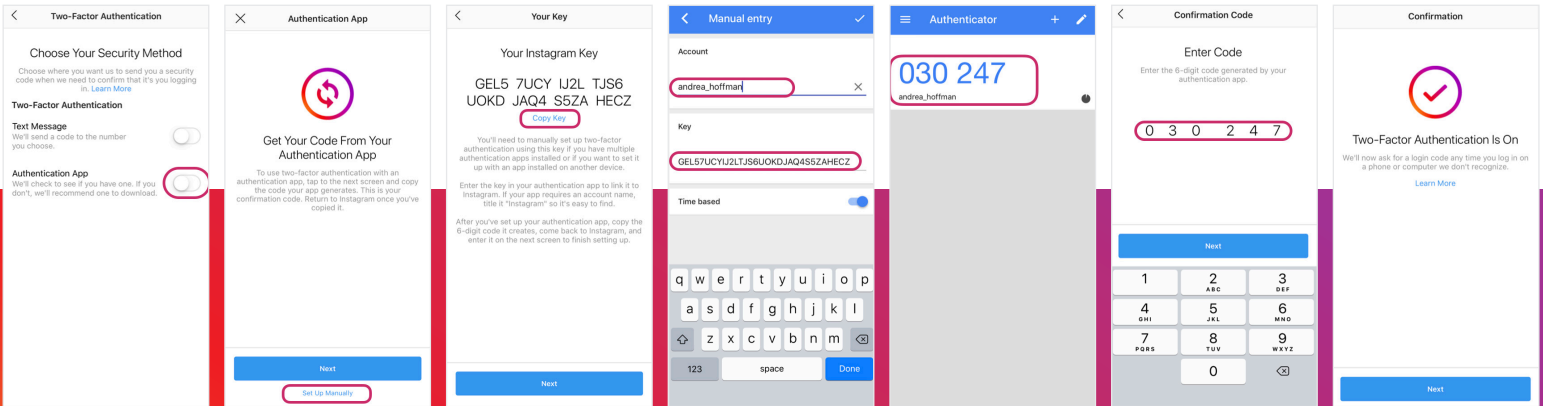 Two-Factor Authentication
Choose Your Security Method
Choose where you want us to send you a security
code when we need to confirm that it's you logging
in. Learn More
Two-Factor Authentication
Text Message
We'll send a code to the number
you choose.
Authentication App
We'll check to see if you have one. If you
don't, we'll recommend one to download.
Authentication App
Get Your Code From Your
Authentication App
To use two-factor authentication with an
authentication app, tap to the next screen and copy
the code your app generates. This is your
confirmation code. Return to Instagram once you've
copied it.
Next
Set Up Manually
Your Key
Your Instagram Key
GEL5 7UCY IJ2L TJS6
UOKD JAQ4 S5ZA HECZ
Copy Key
You'll need to manually set up two-factor
authentication using this key if you have multiple
authentication apps installed or if you want to set it
up with an app installed on another device.
Enter the key in your authentication app to link it to
Instagram. If your app requires an account name,
title it "Instagram" so it's easy to find.
After you've set up your authentication app, copy the
6-digit code it creates, come back to Instagram, and
enter it on the next screen to finish setting up.
Next
Manual entry
Account
andrea_hoffman
Key
GEL57UCYIJ2LTJS6UOKDJAQ4S5ZAHECZ
Time based
q w e r t y u i o p
a s d f g h j k l
z x c v b n m
123 space Done
Authenticator
030 247
andrea_hoffman
Confirmation Code
Enter Code
Enter the 6-digit code generated by your
authentication app.
0 3 0 2 4 7
Next
1 2 3
ABC DEF
4 5 6
GHI JKL MNO
7 8 9
PQRS TUV WXYZ
0
Confirmation
Two-Factor Authentication Is On
We'll now ask for a login code any time you log in on
a phone or computer we don't recognize.
Learn More
Next